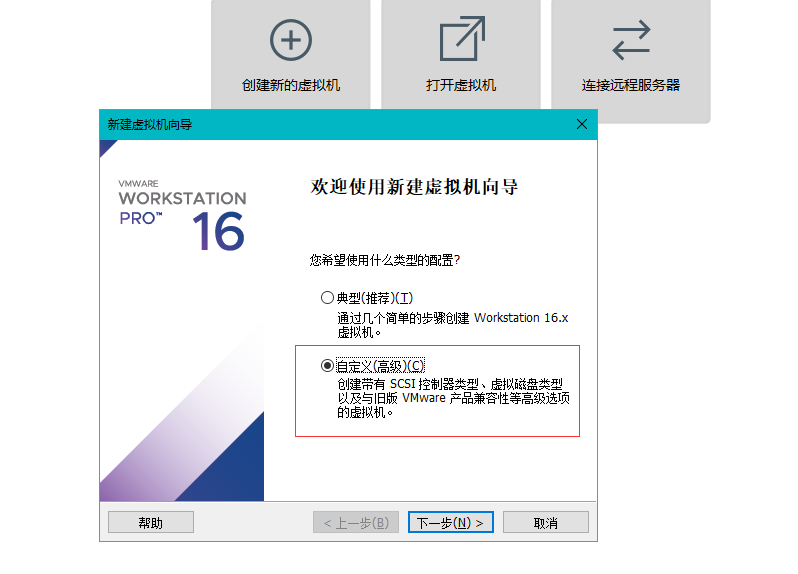 创建新的虚拟机
打开虚拟机
连接远程服务器
新建虚拟机向导
VMWARE
WORKSTATION
PRO™ 16
欢迎使用新建虚拟机向导
您希望使用什么类型的配置?
典型(推荐)(T)
通过几个简单的步骤创建 Workstation 16.x
虚拟机。
自定义(高级)(C)
创建带有 SCSI 控制器类型、虚拟磁盘类型
以及与旧版 VMware 产品兼容性等高级选项
的虚拟机。
帮助
< 上一步(B)
下一步(N) >
取消